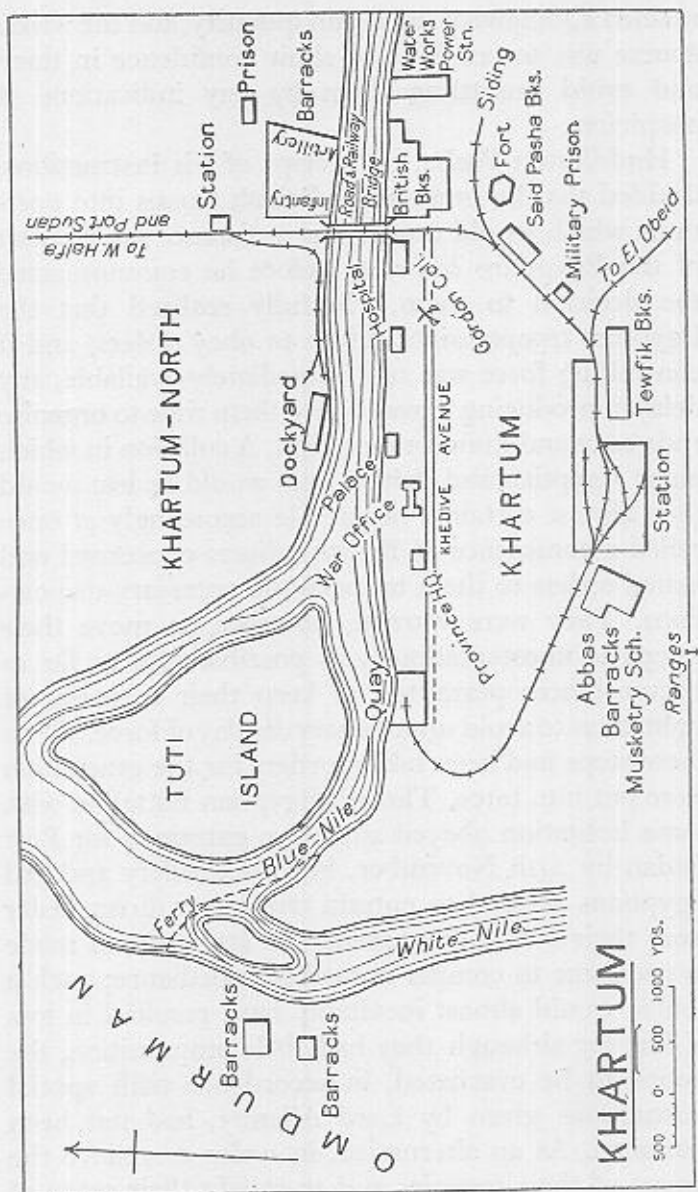 To W. Halfa
and Port Sudan
Station
Prison
Infantry
Artillery
Barracks
Road & Railway
Bridge
KHARTUM-NORTH
Dockyard
TUTI
ISLAND
Blue-Nile
White-Nile
Ferry
OMDURMAN
Barracks
Barracks
Quay
Province H.Q.
War Office
Palace
Hospital
KHEDIVE AVENUE
Gordon Coll.
British
Bks.
Water
Works
Power
Stn.
Siding
Fort
Said Pasha Bks.
Military Prison
To El Obeid
KHARTUM
Tewfik Bks.
Station
Abbas
Barracks
Musketry Sch.
Ranges
KHARTUM
500 0 500 1000 YDS.